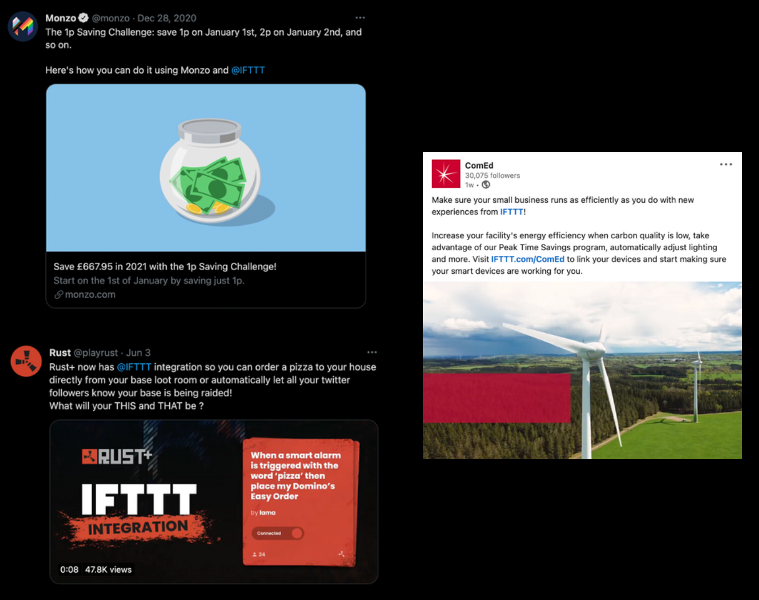 Monzo @monzo · Dec 28, 2020
The 1p Saving Challenge: save 1p on January 1st, 2p on January 2nd, and
so on.
Here's how you can do it using Monzo and @IFTTT
Save £667.95 in 2021 with the 1p Saving Challenge!
Start on the 1st of January by saving just 1p.
monzo.com
Rust @playrust · Jun 3
Rust+ now has @IFTTT integration so you can order a pizza to your house
directly from your base loot room or automatically let all your twitter
followers know your base is being raided!
What will your THIS and THAT be ?
RUST+
IFTTT
INTEGRATION
When a smart alarm
is triggered with the
word 'pizza' then
place my Domino's
Easy Order
by lama
Connected
34
0:08 47.8K views
ComEd
30,075 followers
1w •
Make sure your small business runs as efficiently as you do with new
experiences from IFTTT!
Increase your facility's energy efficiency when carbon quality is low, take
advantage of our Peak Time Savings program, automatically adjust lighting
and more. Visit IFTTT.com/ComEd to link your devices and start making sure
your smart devices are working for you.